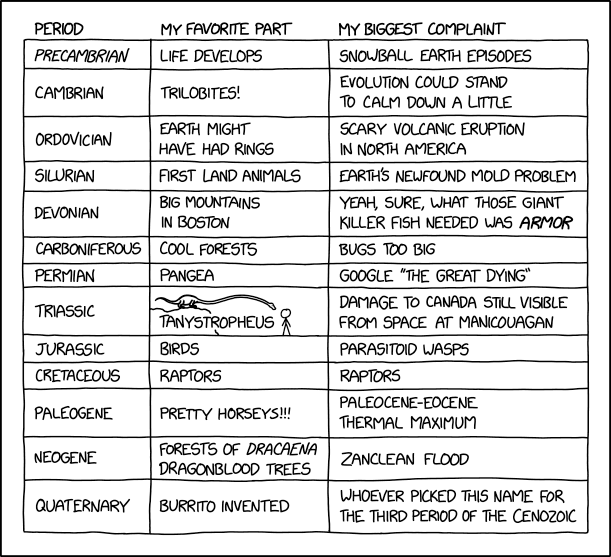 PERIOD MY FAVORITE PART MY BIGGEST COMPLAINT
PRECAMBRIAN LIFE DEVELOPS SNOWBALL EARTH EPISODES
CAMBRIAN TRILOBITES! EVOLUTION COULD STAND
TO CALM DOWN A LITTLE
ORDOVICIAN EARTH MIGHT
HAVE HAD RINGS SCARY VOLCANIC ERUPTION
IN NORTH AMERICA
SILURIAN FIRST LAND ANIMALS EARTH'S NEWFOUND MOLD PROBLEM
DEVONIAN BIG MOUNTAINS
IN BOSTON YEAH, SURE, WHAT THOSE GIANT
KILLER FISH NEEDED WAS ARMOR
CARBONIFEROUS COOL FORESTS BUGS TOO BIG
PERMIAN PANGEA GOOGLE "THE GREAT DYING"
TRIASSIC TANYSTROPHEUS DAMAGE TO CANADA STILL VISIBLE
FROM SPACE AT MANICOUAGAN
JURASSIC BIRDS PARASITOID WASPS
CRETACEOUS RAPTORS RAPTORS
PALEOGENE PRETTY HORSEYS!!! PALEOCENE-EOCENE
THERMAL MAXIMUM
NEOGENE FORESTS OF DRACAENA
DRAGONBLOOD TREES ZANCLEAN FLOOD
QUATERNARY BURRITO INVENTED WHOEVER PICKED THIS NAME FOR
THE THIRD PERIOD OF THE CENOZOIC